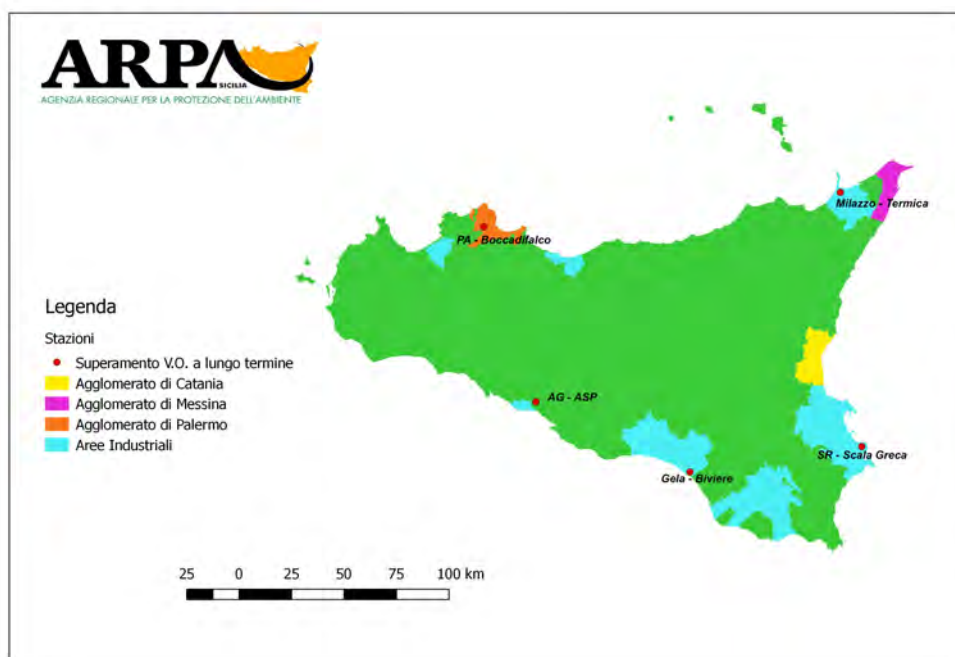 ARPA
SICILIA
AGENZIA REGIONALE PER LA PROTEZIONE DELL'AMBIENTE
Milazzo - Termica
PA - Boccadifalco
Legenda
Stazioni
Superamento V.O. a lungo termine
Agglomerato di Catania
Agglomerato di Messina
Agglomerato di Palermo
Aree Industriali
AG - ASP
SR - Scala Greca
Gela - Biviere
25 0 25 50 75 100 km